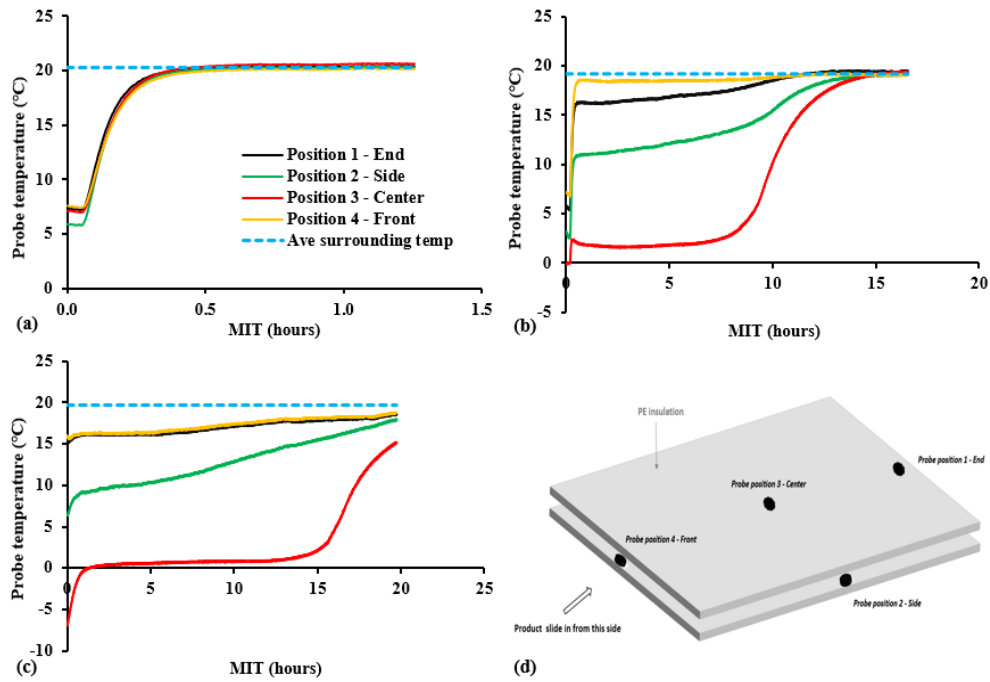 25
20
15
10
5
0
Probe temperature (°C)
Position 1 - End
Position 2 - Side
Position 3 - Center
Position 4 - Front
Ave surrounding temp
0.0 0.5 1.0 1.5
(a)
MIT (hours)
25
20
15
10
5
0
-5
Probe temperature (°C)
0 5 10 15 20
(b)
MIT (hours)
25
20
15
10
5
0
-5
-10
Probe temperature (°C)
0 5 10 15 20 25
(c)
MIT (hours)
PE insulation
Probe position 1 - End
Probe position 3 - Center
Probe position 4 - Front
Probe position 2 - Side
Product slide in from this side
(d)